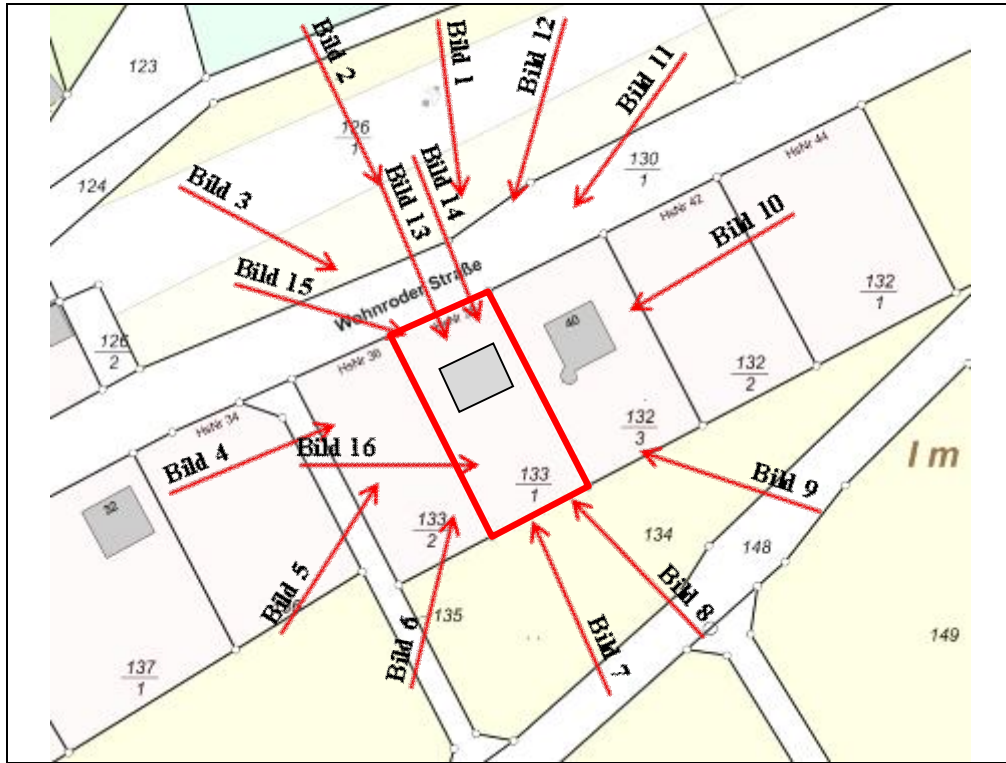 Bild 2
Bild 1
Bild 12
Bild 11
123
126
1
124
130
1
HsNr 44
Bild 3
Bild 13
Bild 14
HsNr 42
Bild 10
Bild 15
Wohnroder Straße
132
1
HsNr
40
126
2
HsNr 36
132
2
HsNr 34
132
3
Bild 4
Bild 16
Im
133
1
Bild 9
32
133
2
134
148
Bild 5
Bild 6
135
Bild 8
149
Bild 7
137
1